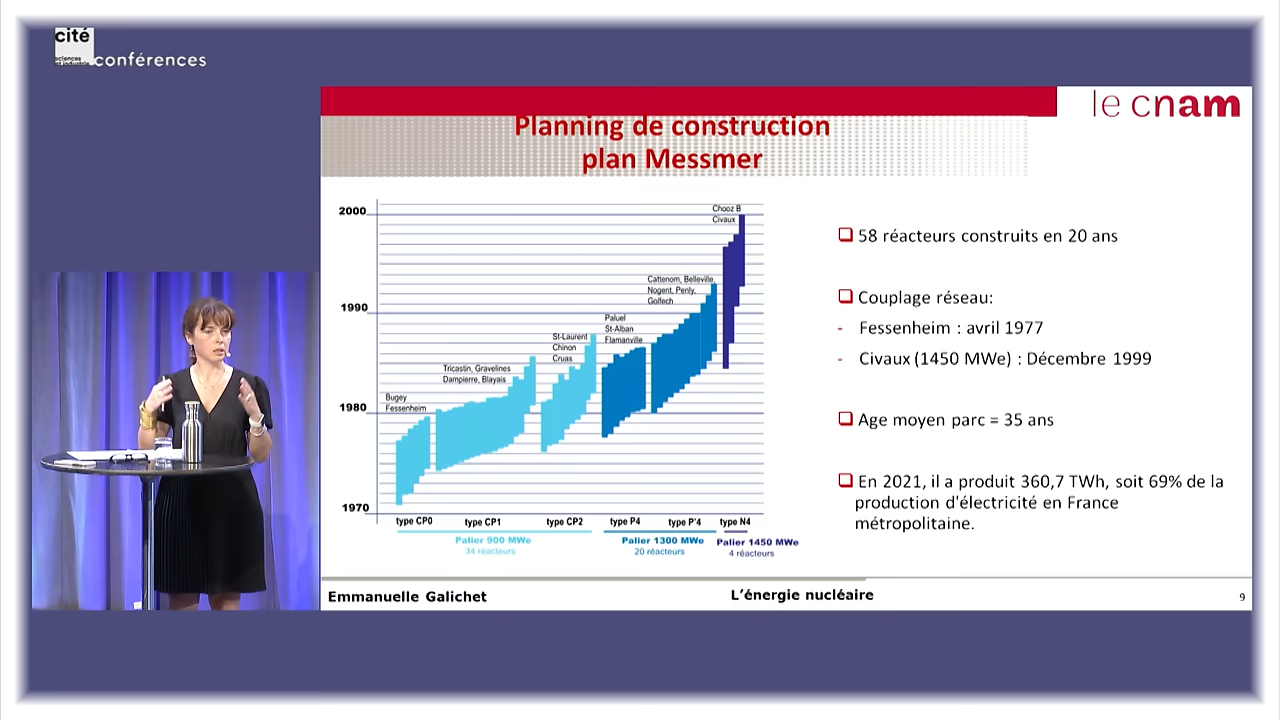 cité
sciences
et industrie
conférences
le cnam
Planning de construction
plan Messmer
2000
1990
1980
1970
Chooz B
Civaux
Cattenom, Belleville
Nogent, Penly,
Golfech
Paluel
St-Alban
Flamanville
St-Laurent
Chinon
Cruas
Tricastin, Gravelines
Dampierre, Blayais
Bugey
Fessenheim
type CP0 type CP1 type CP2 type P4 type P'4 type N4
Palier 900 MWe Palier 1300 MWe Palier 1450 MWe
34 réacteurs 20 réacteurs 4 réacteurs
58 réacteurs construits en 20 ans
Couplage réseau:
- Fessenheim : avril 1977
- Civaux (1450 MWe) : Décembre 1999
Age moyen parc = 35 ans
En 2021, il a produit 360,7 TWh, soit 69% de la
production d'électricité en France
métropolitaine.
Emmanuelle Galichet L'énergie nucléaire 9